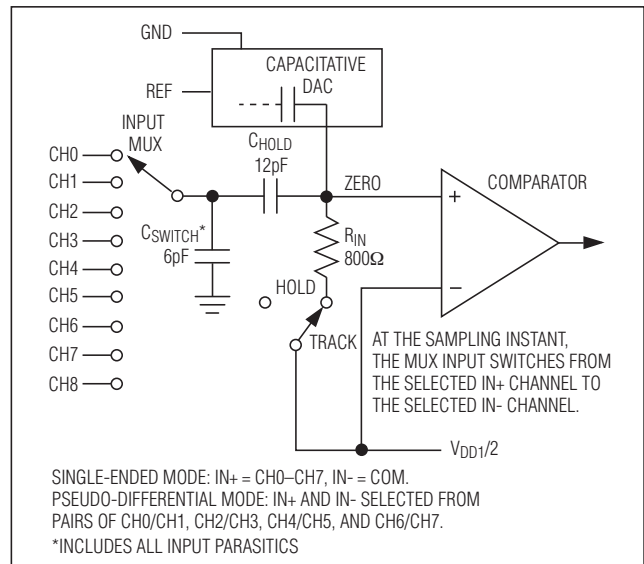 GND
CAPACITATIVE
DAC
REF
INPUT
MUX
CHOLD
12pF
CH0
CH1
CH2
CH3
CH4
CH5
CH6
CH7
CH8
ZERO
COMPARATOR
+
−
CSWITCH*
6pF
RIN
800Ω
HOLD
TRACK
AT THE SAMPLING INSTANT,
THE MUX INPUT SWITCHES FROM
THE SELECTED IN+ CHANNEL TO
THE SELECTED IN- CHANNEL.
VDD1/2
SINGLE-ENDED MODE: IN+ = CH0–CH7, IN- = COM.
PSEUDO-DIFFERENTIAL MODE: IN+ AND IN- SELECTED FROM
PAIRS OF CH0/CH1, CH2/CH3, CH4/CH5, AND CH6/CH7.
*INCLUDES ALL INPUT PARASITICS